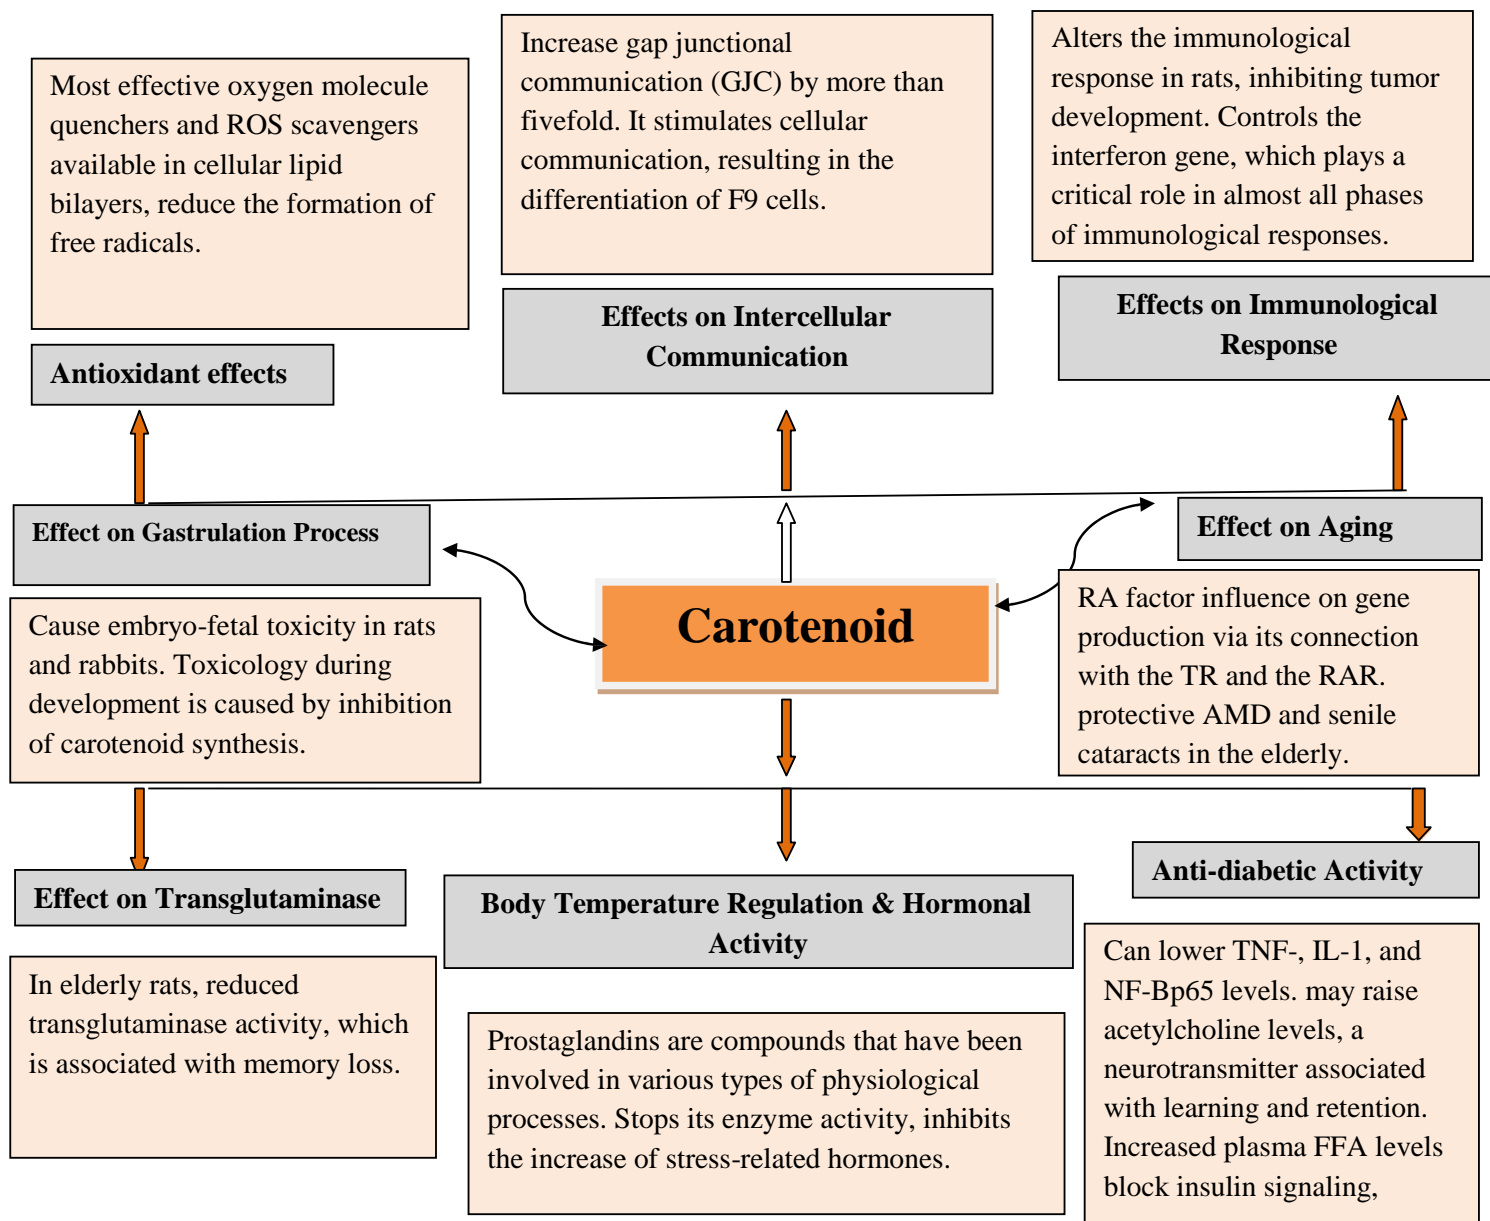 Most effective oxygen molecule
quenchers and ROS scavengers
available in cellular lipid
bilayers, reduce the formation of
free radicals.
Antioxidant effects
Increase gap junctional
communication (GJC) by more than
fivefold. It stimulates cellular
communication, resulting in the
differentiation of F9 cells.
Effects on Intercellular
Communication
Alters the immunological
response in rats, inhibiting tumor
development. Controls the
interferon gene, which plays a
critical role in almost all phases
of immunological responses.
Effects on Immunological
Response
Effect on Gastrulation Process
Cause embryo-fetal toxicity in rats
and rabbits. Toxicology during
development is caused by inhibition
of carotenoid synthesis.
Carotenoid
Effect on Aging
RA factor influence on gene
production via its connection
with the TR and the RAR.
protective AMD and senile
cataracts in the elderly.
Effect on Transglutaminase
In elderly rats, reduced
transglutaminase activity, which
is associated with memory loss.
Body Temperature Regulation & Hormonal
Activity
Prostaglandins are compounds that have been
involved in various types of physiological
processes. Stops its enzyme activity, inhibits
the increase of stress-related hormones.
Anti-diabetic Activity
Can lower TNF-, IL-1, and
NF-Bp65 levels. may raise
acetylcholine levels, a
neurotransmitter associated
with learning and retention.
Increased plasma FFA levels
block insulin signaling,